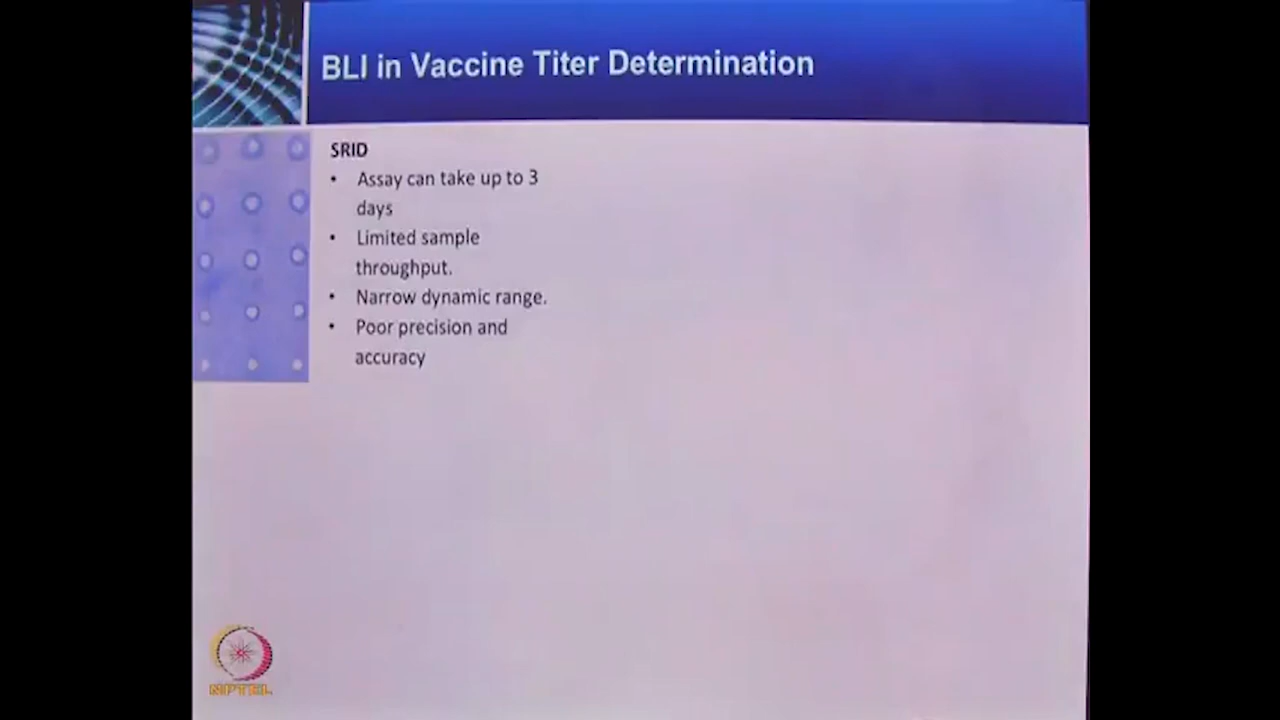 BLI in Vaccine Titer Determination
SRID
• Assay can take up to 3
days
• Limited sample
throughput.
• Narrow dynamic range.
• Poor precision and
accuracy
NPTEL